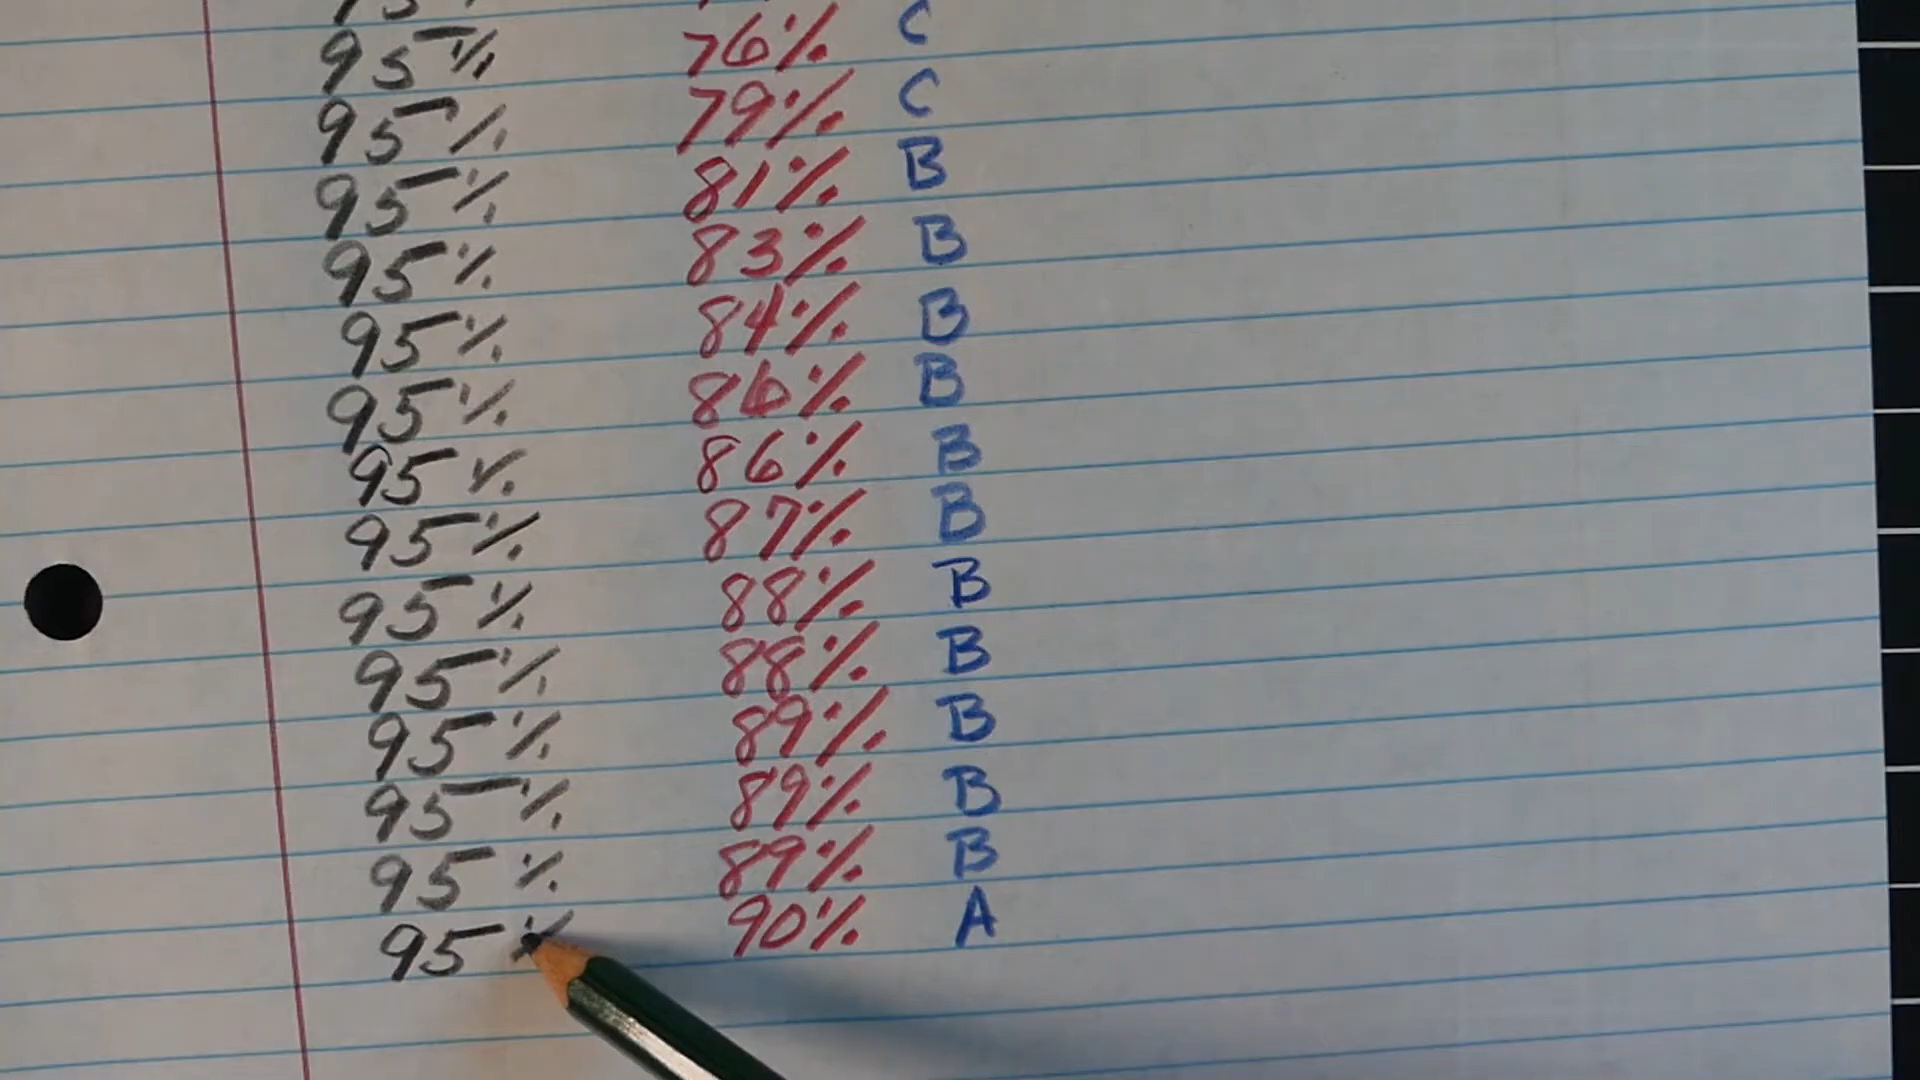 95% 76% C
95% 79% C
95% 81% B
95% 83% B
95% 84% B
95% 86% B
95% 86% B
95% 87% B
95% 88% B
95% 88% B
95% 89% B
95% 89% B
95% 89% B
95% 90% A